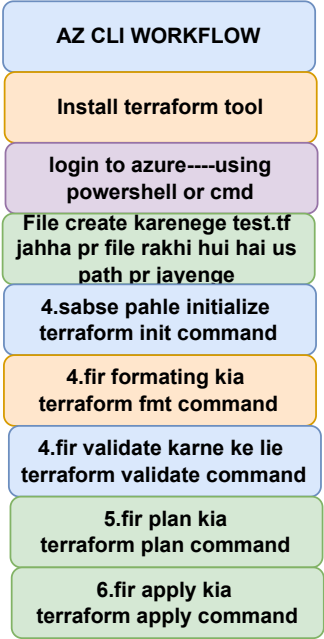 AZ CLI WORKFLOW
Install terraform tool
login to azure----using
powershell or cmd
File create karenege test.tf
jahha pr file rakhi hui hai us
path pr jayenge
4.sabse pahle initialize
terraform init command
4.fir formating kia
terraform fmt command
4.fir validate karne ke lie
terraform validate command
5.fir plan kia
terraform plan command
6.fir apply kia
terraform apply command